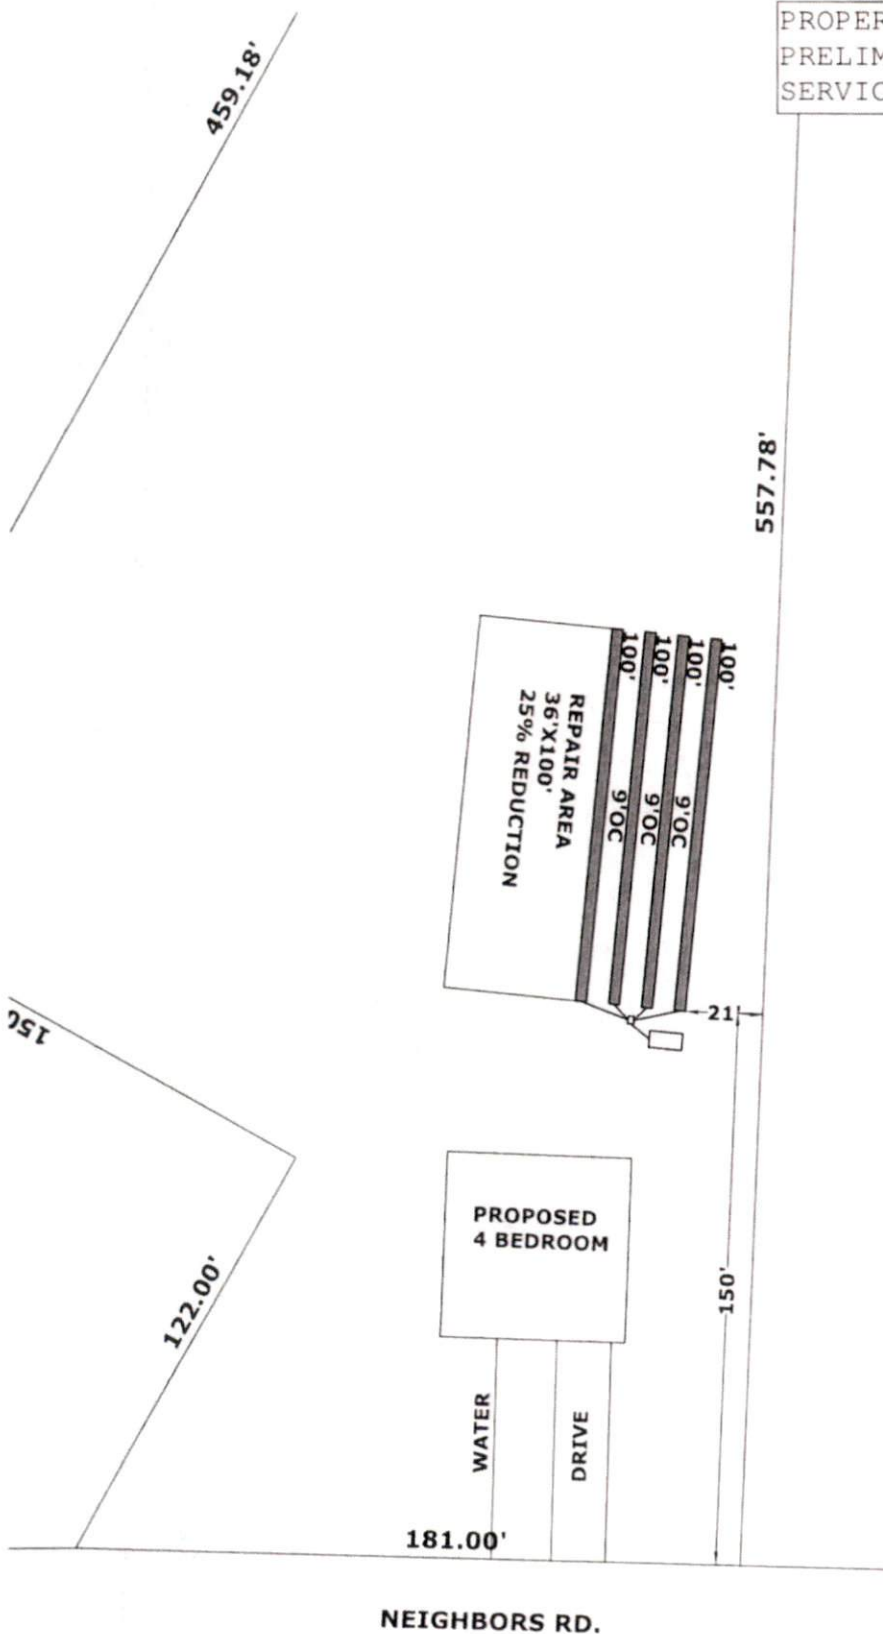 PROPER
PRELIM
SERVIC
459.18'
557.78'
100'
100'
100'
100'
REPAIR AREA
36'X100'
25% REDUCTION
9'OC
9'OC
9'OC
21'
150
PROPOSED
4 BEDROOM
122.00'
150'
WATER
DRIVE
181.00'
NEIGHBORS RD.